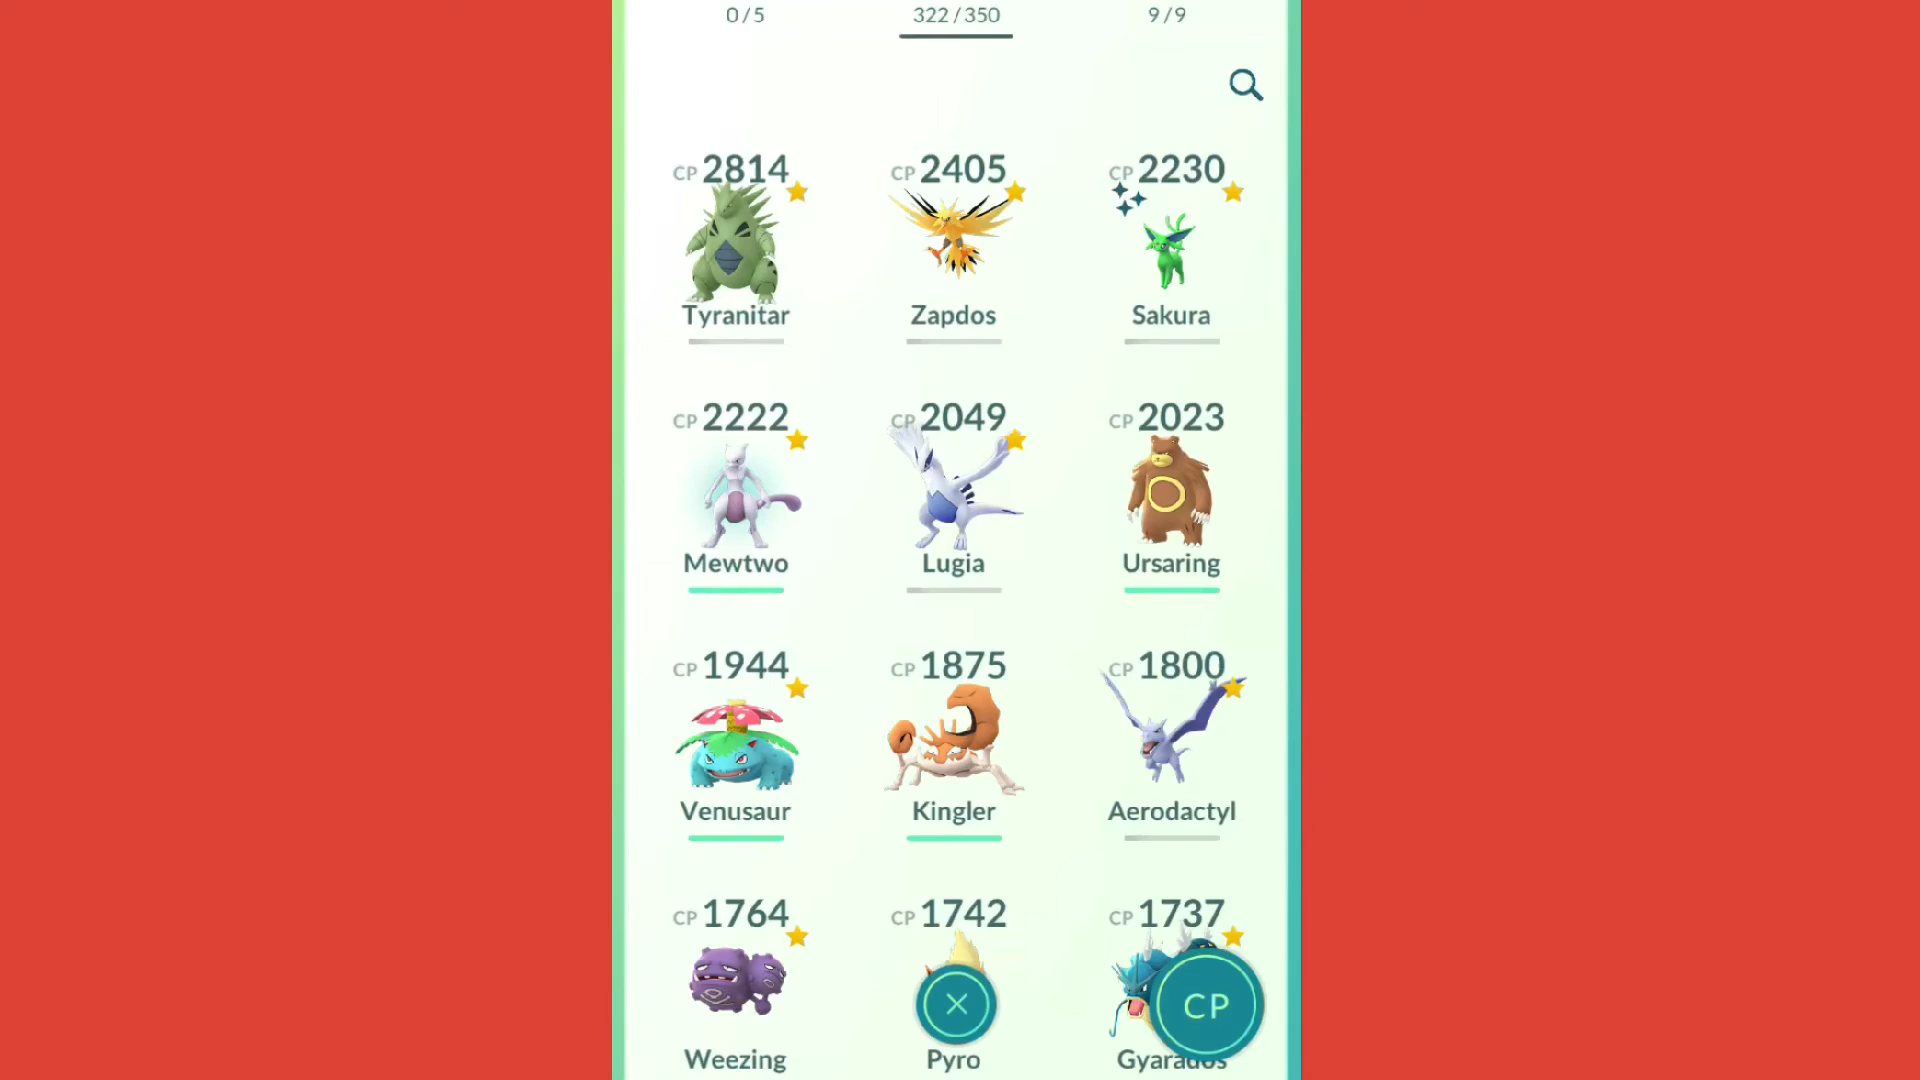 0/5 322/350 9/9
CP 2814 CP 2405 CP 2230
Tyranitar Zapdos Sakura
CP 2222 CP 2049 CP 2023
Mewtwo Lugia Ursaring
CP 1944 CP 1875 CP 1800
Venusaur Kingler Aerodactyl
CP 1764 CP 1742 CP 1737
CP
Weezing Pyro Gyarados